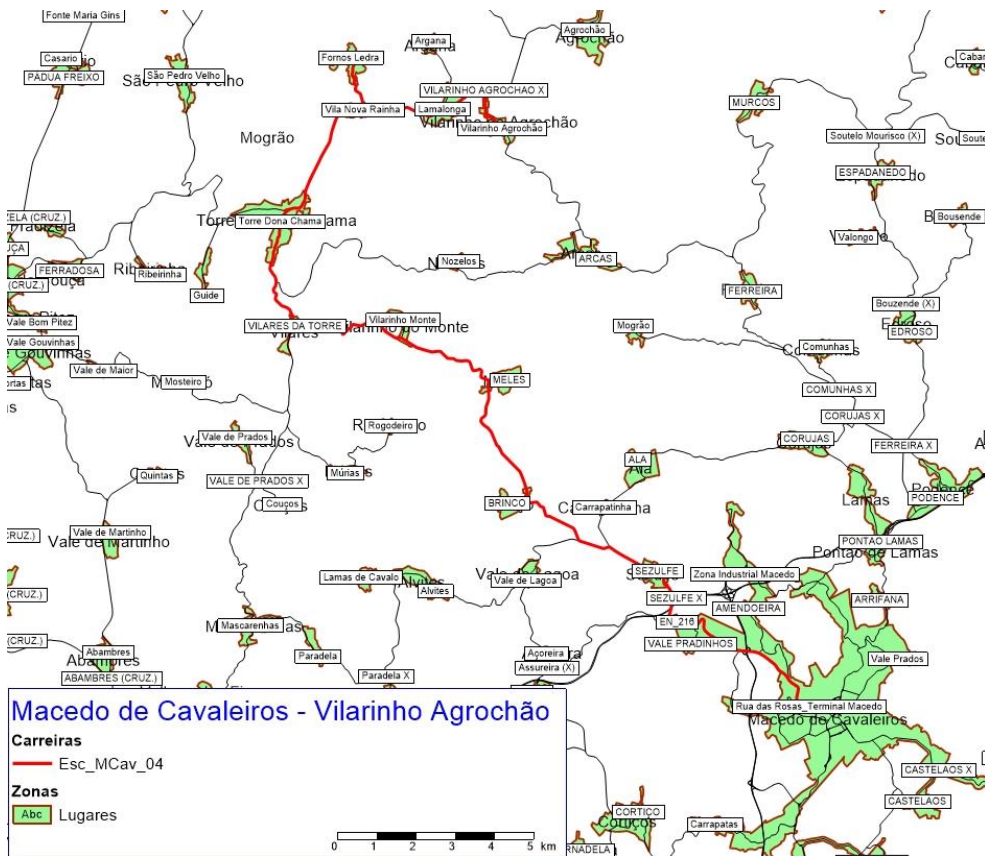 Fonte Maria Gins
Casario
PADUA FREIXO
São Pedro Velho
Fornos Ledra
Argana
Agrochão
Vila Nova Rainha
Lamalonga
VILARINHO AGROCHAO X
Vilarinho Agrochão
Mogrão
MURCOS
Soutelo Mourisco (X)
ESPADANEDO
Bousende
Valongo
Torre Dona Chama
FERRADOSA
Ribeirinha
Guide
Nozelos
ARCAS
FERREIRA
Bouzende (X)
EDROSO
Vale Bom Pitez
Vale Gouvinhas
VILARES DA TORRE
Vilarinho Monte
Mogrão
Comunhas
Vale de Maior
Mosteiro
MELES
COMUNHAS X
CORUJAS X
Vale de Prados
Rogodeiro
CORUJAS
FERREIRA X
Quintas
VALE DE PRADOS X
Múrias
ALA
Ala
Couços
BRINCO
Carrapatinha
Lamas
PODENCE
Podence
Vale de Martinho
Vale de Martinho
PONTAO LAMAS
Pontão de Lamas
Lamas de Cavalo
Alvites
Vale de Lagoa
SEZULFE
Zona Industrial Macedo
SEZULFE X
AMENDOEIRA
ARRIFANA
Mascarenhas
EN_216
VALE PRADINHOS
Abambres
ABAMBRES (CRUZ.)
Paradela
Paradela X
Açoreira
Assureira (X)
Vale Prados
Rua das Rosas_Terminal Macedo
Macedo de Cavaleiros
CASTELAOS X
CASTELAOS
CORTIÇO
Cortiços
Carrapatas
Macedo de Cavaleiros - Vilarinho Agrochão
Carreiras
Esc_MCav_04
Zonas
Abc Lugares
0 1 2 3 4 5 km